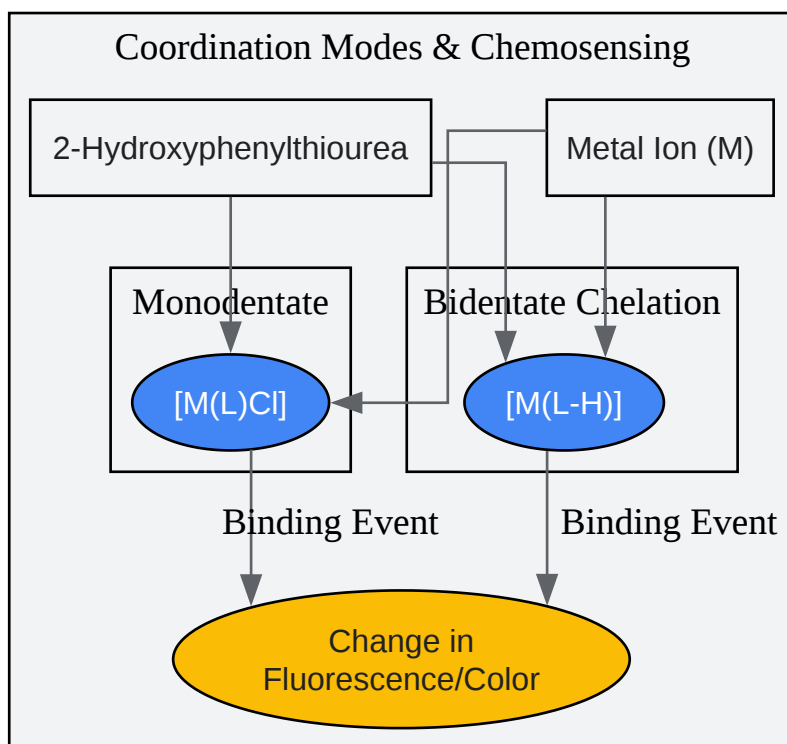 Coordination Modes & Chemosensing
2-Hydroxyphenylthiourea
Metal Ion (M)
Monodentate
Bidentate Chelation
[M(L)Cl]
[M(L-H)]
Binding Event
Binding Event
Change in
Fluorescence/Color